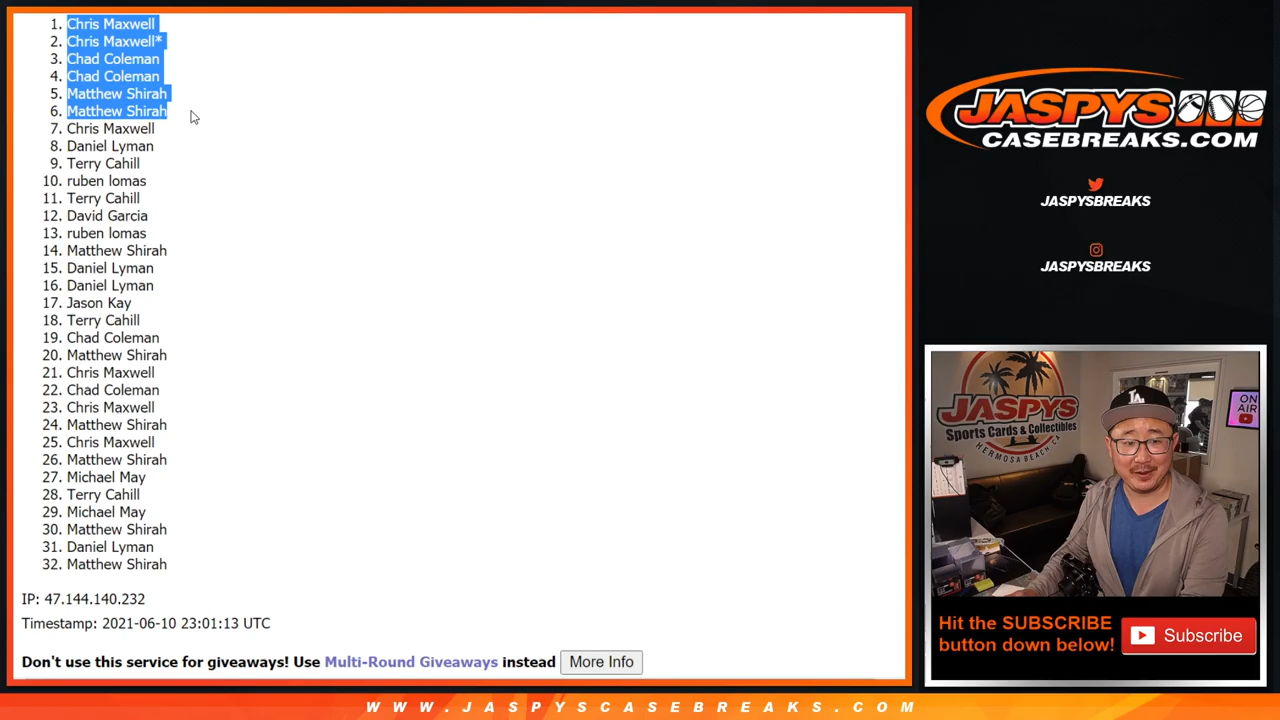 1. Chris Maxwell
2. Chris Maxwell*
3. Chad Coleman
4. Chad Coleman
5. Matthew Shirah
6. Matthew Shirah
7. Chris Maxwell
8. Daniel Lyman
9. Terry Cahill
10. ruben lomas
11. Terry Cahill
12. David Garcia
13. ruben lomas
14. Matthew Shirah
15. Daniel Lyman
16. Daniel Lyman
17. Jason Kay
18. Terry Cahill
19. Chad Coleman
20. Matthew Shirah
21. Chris Maxwell
22. Chad Coleman
23. Chris Maxwell
24. Matthew Shirah
25. Chris Maxwell
26. Matthew Shirah
27. Michael May
28. Terry Cahill
29. Michael May
30. Matthew Shirah
31. Daniel Lyman
32. Matthew Shirah
IP: 47.144.140.232
Timestamp: 2021-06-10 23:01:13 UTC
Don't use this service for giveaways! Use Multi-Round Giveaways instead More Info
JASPYS
CASEBREAKS.COM
JASPYSBREAKS
JASPYSBREAKS
JASPYS
Sports Cards & Collectibles
HERMOSA BEACH, CA
LA
ON
AIR
Hit the SUBSCRIBE
button down below!
Subscribe
WWW.JASPYSCASEBREAKS.COM